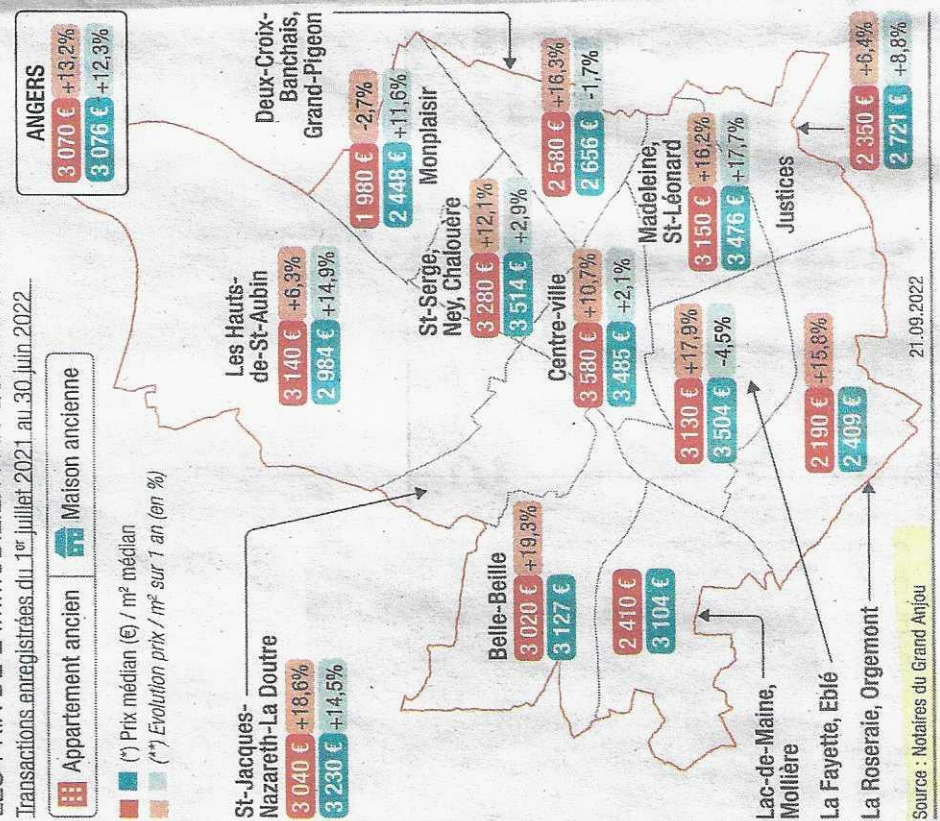 Transactions enregistrées du 1er juillet 2021 au 30 juin 2022
Appartement ancien
Maison ancienne
(*) Prix médian (€) / m² médian
(**) Evolution prix / m² sur 1 an (en %)
ANGERS
3 070 € +13,2%
3 076 € +12,3%
St-Jacques-
Nazareth-La Doutre
3 040 € +18,6%
3 230 € +14,5%
Les Hauts-
de-St-Aubin
3 140 € +6,3%
2 984 € +14,9%
Deux-Croix-
Banchais,
Grand-Pigeon
2 580 € +16,3%
2 656 € -1,7%
1 980 € -2,7%
2 448 € +11,6%
Monplaisir
St-Serge,
Ney, Chalouère
3 280 € +12,1%
3 514 € +2,9%
Belle-Beille
3 020 € +19,3%
3 127 €
Centre-ville
3 580 € +10,7%
3 485 € +2,1%
Madeleine,
St-Léonard
3 150 € +16,2%
3 476 € +17,7%
2 410 €
3 104 €
3 130 € +17,9%
3 504 € -4,5%
Justices
2 350 € +6,4%
2 721 € +8,8%
2 190 € +15,8%
2 409 €
Lac-de-Maine,
Mollière
La Fayette, Eblé
La Roseraie, Orgemont
Source : Notaires du Grand Anjou
21.09.2022